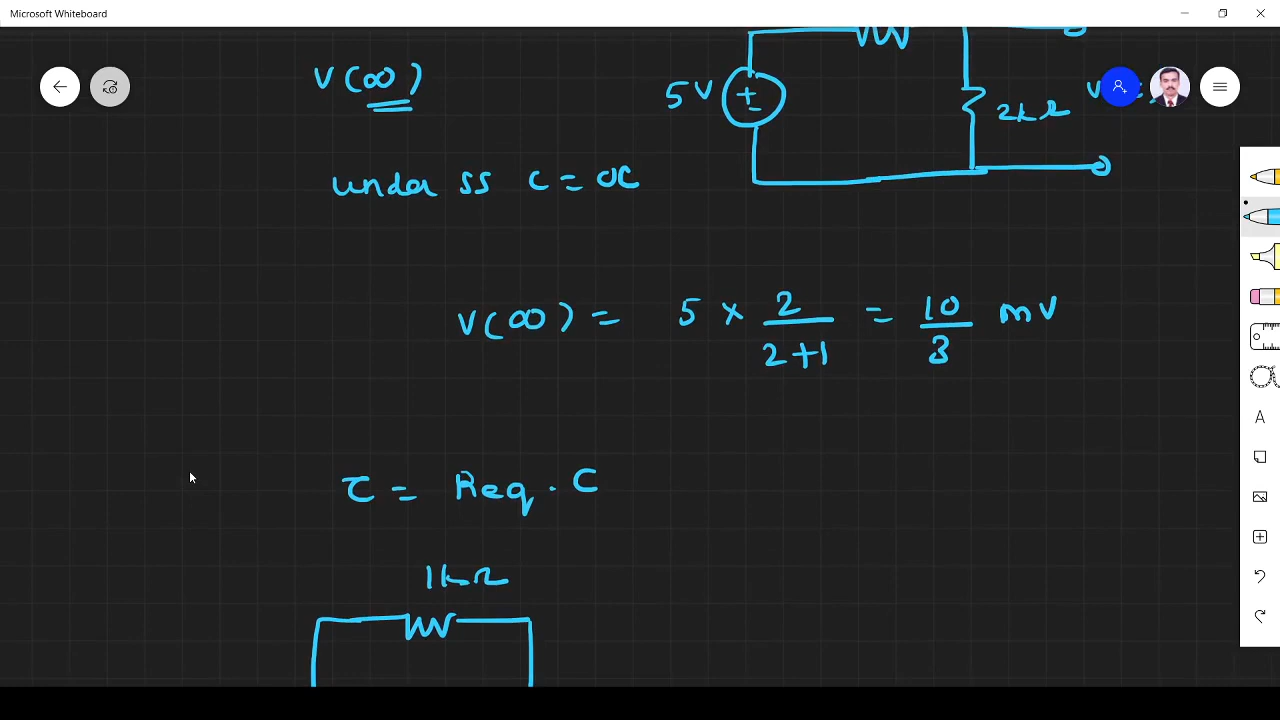 Microsoft Whiteboard
V(∞)
5V
+
-
2kΩ
under ss c = OC
V(∞) = 5 × 2/(2+1) = 10/3 mV
τ = Req · C
1kΩ
A